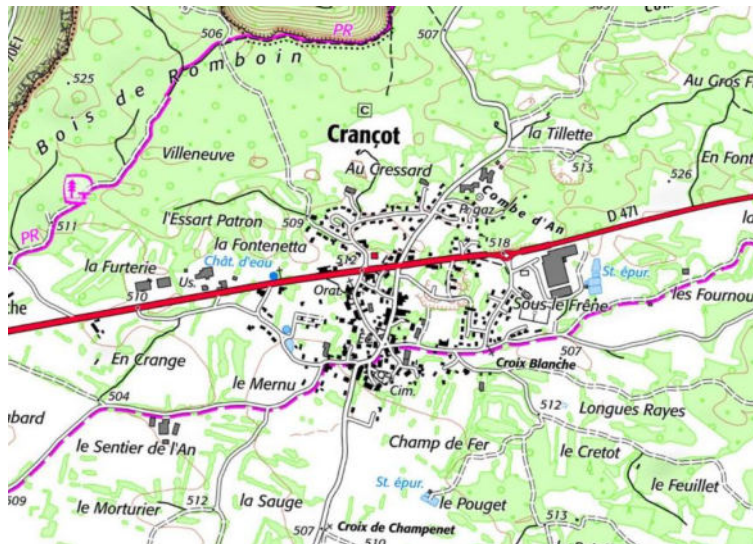 507
506
PR
Bois de Romboin
525
C
Crançot
Au Gros F
la Tillette
Villeneuve
513
En Font
526
Au Cressard
Combe d'An
D 471
PR
511
l'Essart Patron
509
518
la Fontenetta
512
Chât. d'eau
la Furterie
Us.
St. épur.
510
Orat.
Sous le Frêne
les Fournou
che
En Crange
507
Croix Blanche
le Mernu
504
Cim.
512
Longues Rayes
mbard
le Sentier de l'An
Champ de Fer
le Cretot
St. épur.
509
512
la Sauge
le Pouget
le Feuillet
le Morturier
507
Croix de Champenet
513
510